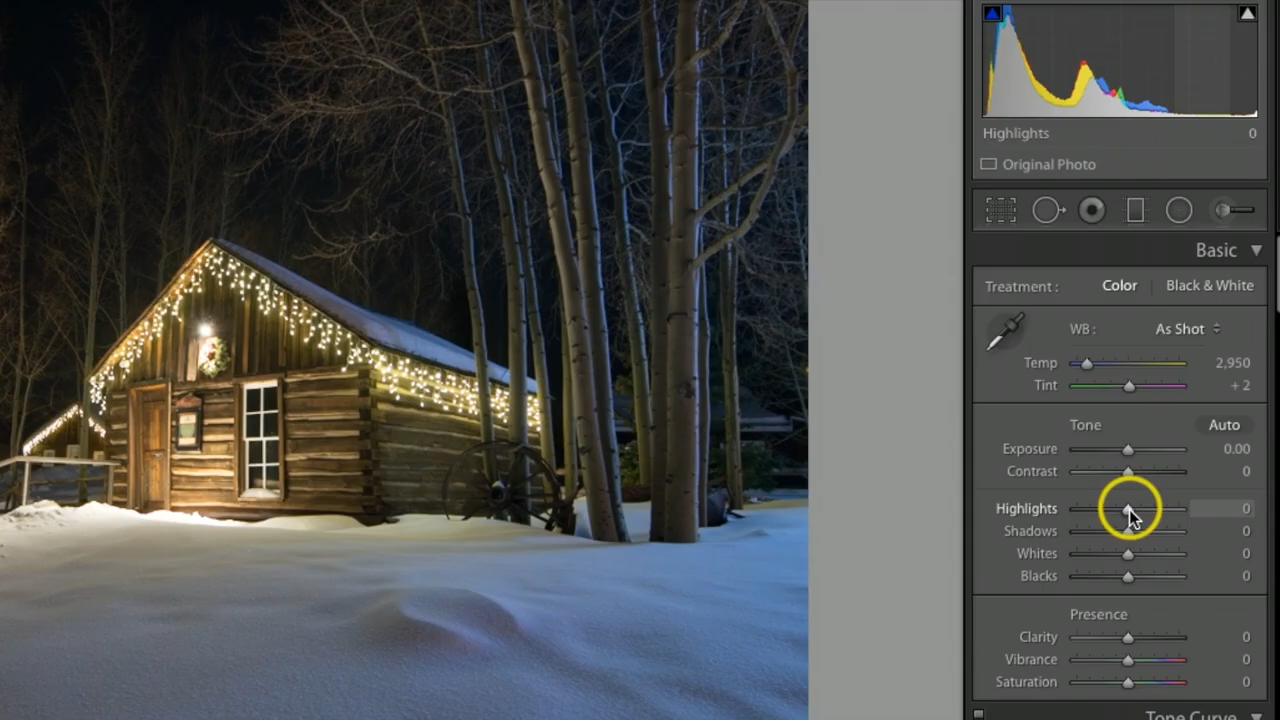 Highlights 0
Original Photo
Basic
Treatment : Color Black & White
WB : As Shot
Temp 2,950
Tint + 2
Tone Auto
Exposure 0.00
Contrast 0
Highlights 0
Shadows 0
Whites 0
Blacks 0
Presence
Clarity 0
Vibrance 0
Saturation 0
Tone Curve